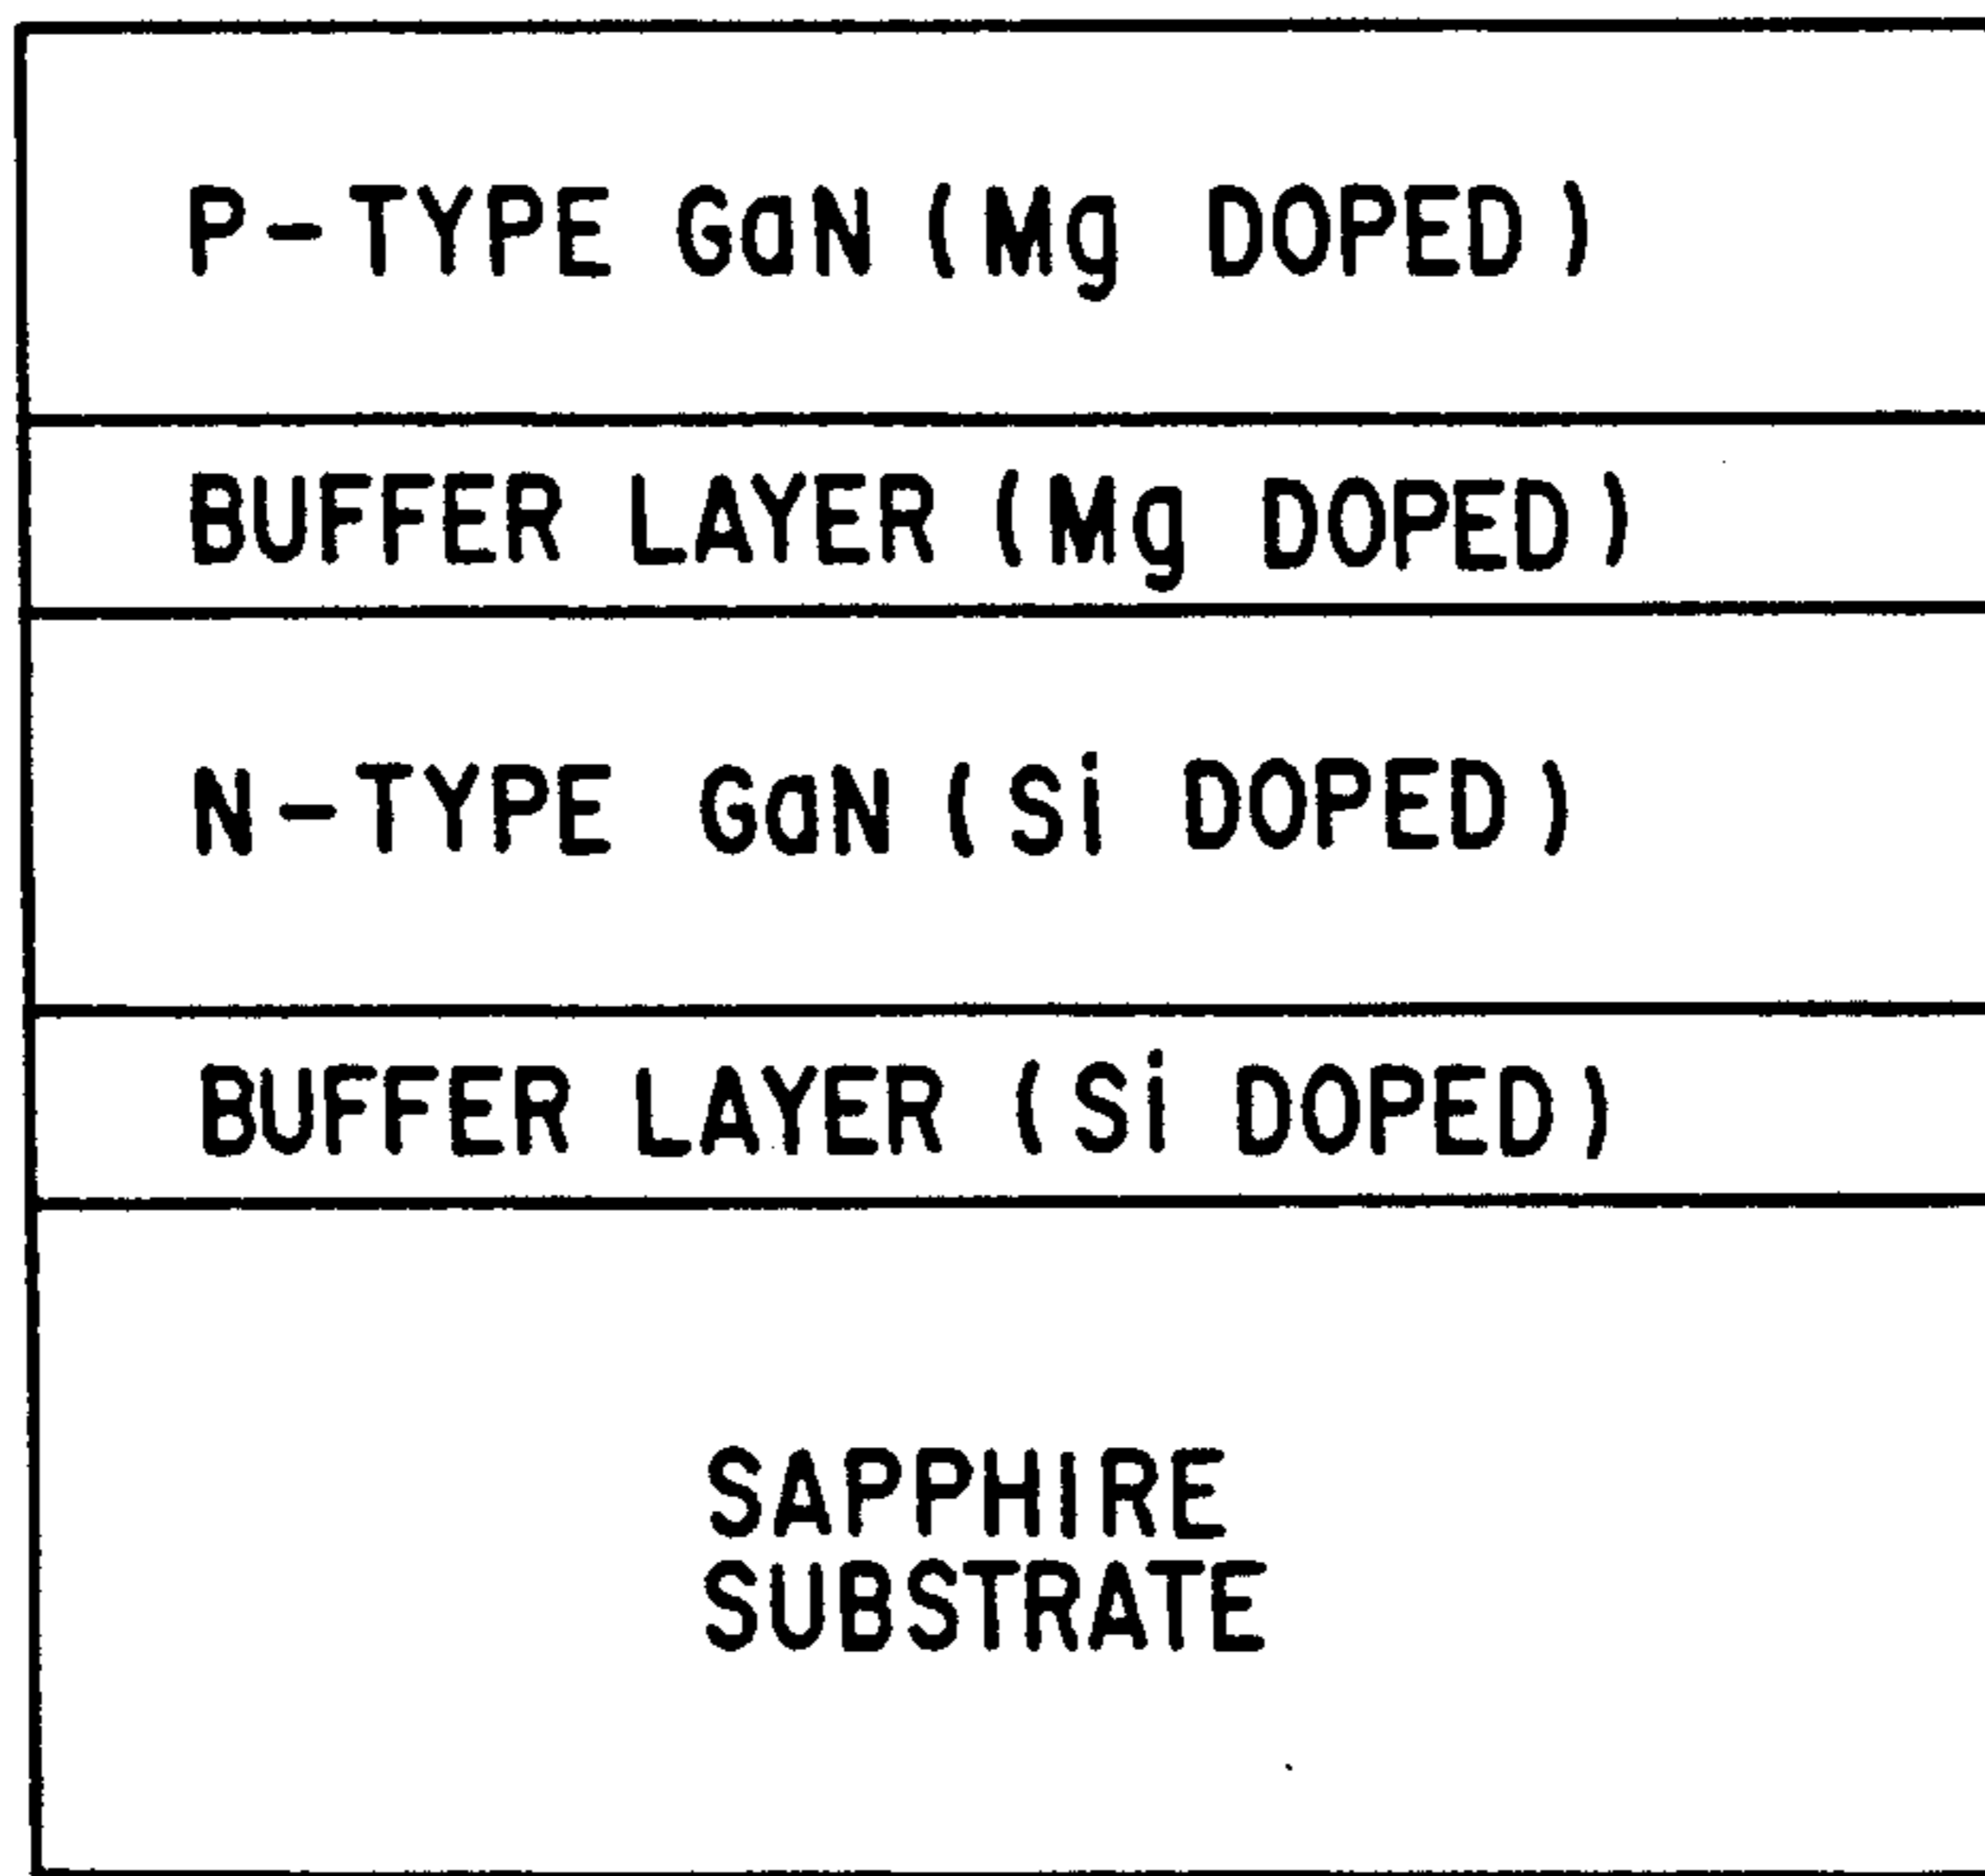 P-TYPE GaN (Mg DOPED)
BUFFER LAYER (Mg DOPED)
N-TYPE GaN (Si DOPED)
BUFFER LAYER (Si DOPED)
SAPPHIRE
SUBSTRATE